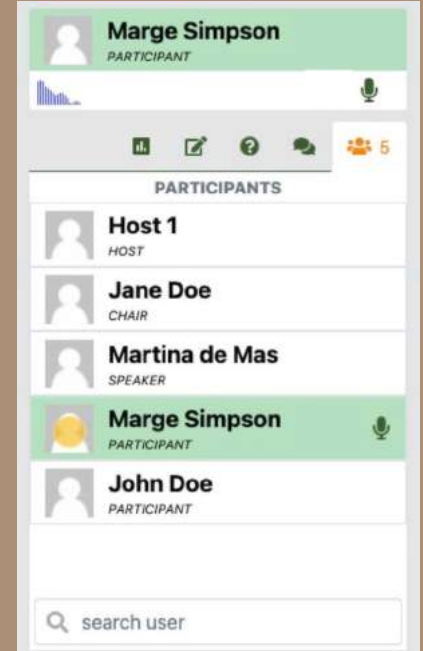 Marge Simpson
PARTICIPANT
5
PARTICIPANTS
Host 1
HOST
Jane Doe
CHAIR
Martina de Mas
SPEAKER
Marge Simpson
PARTICIPANT
John Doe
PARTICIPANT
search user